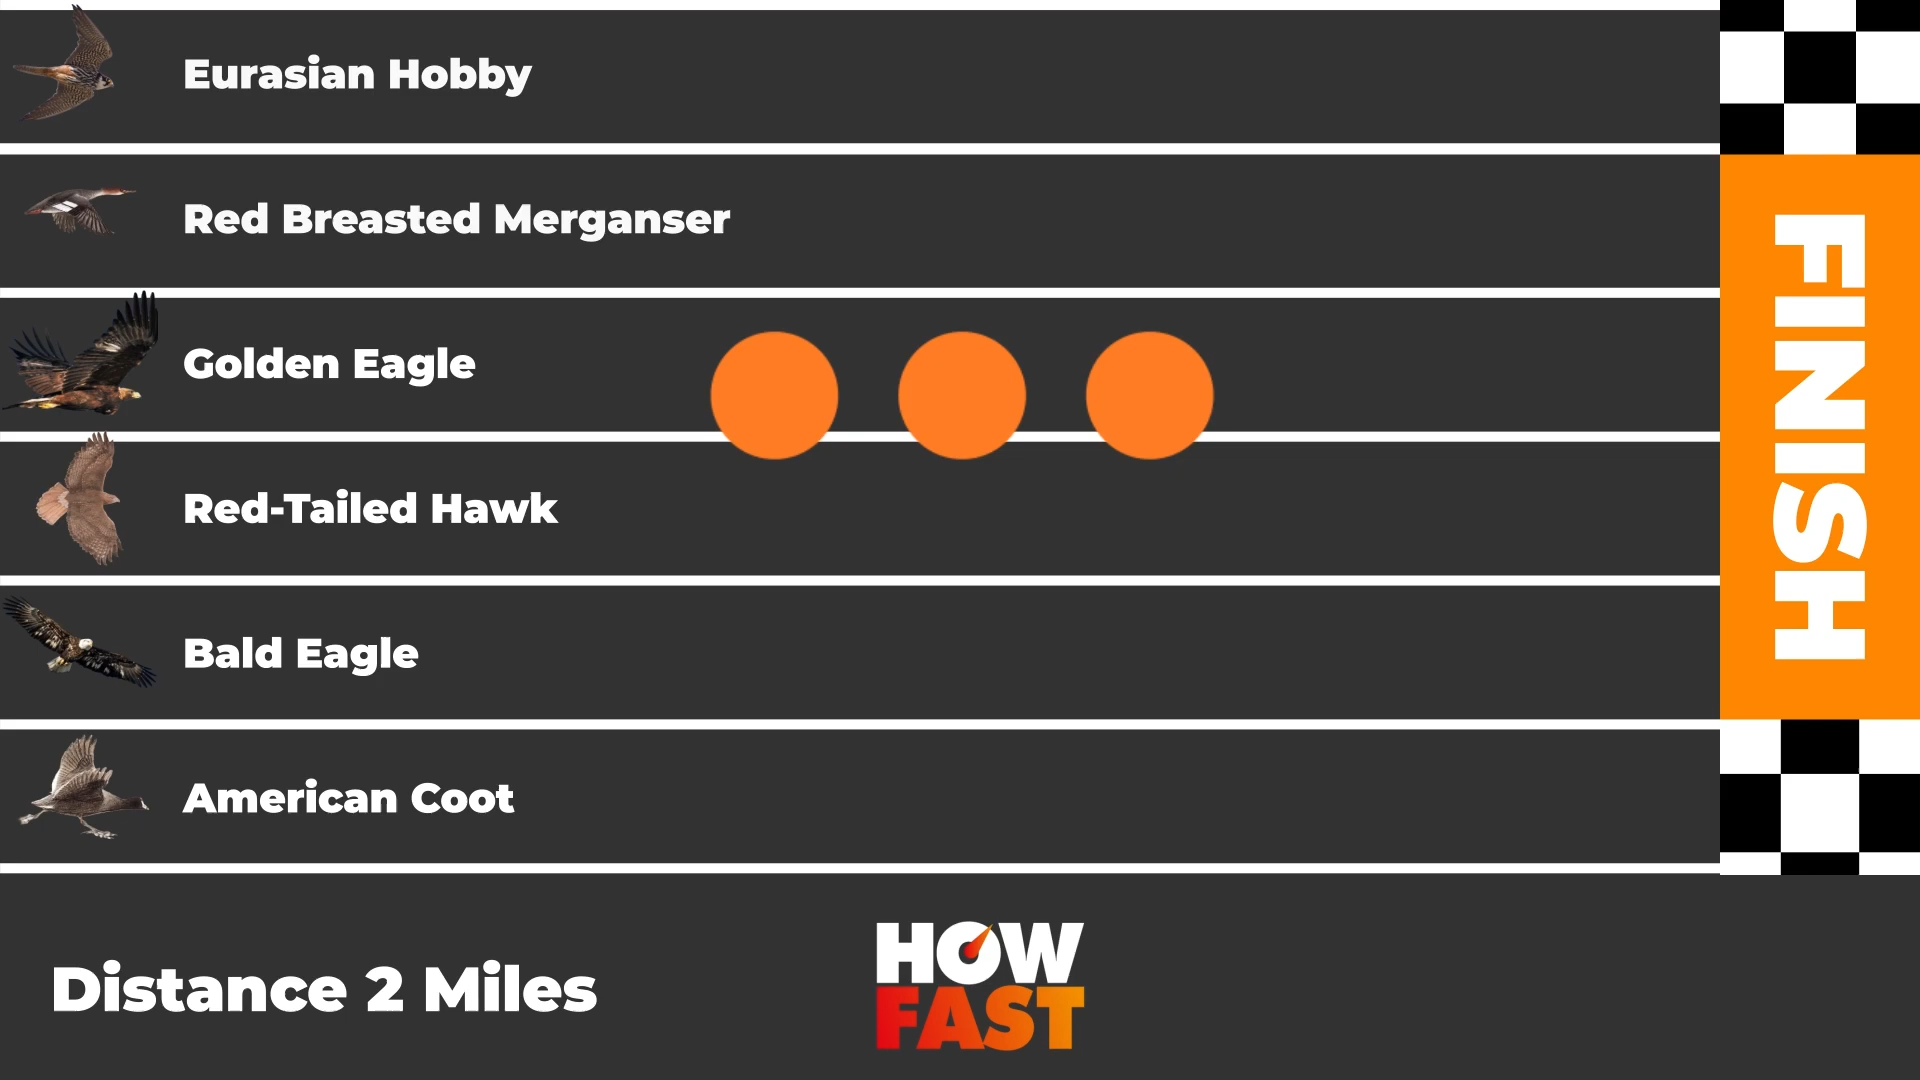 Eurasian Hobby
Red Breasted Merganser
Golden Eagle
Red-Tailed Hawk
Bald Eagle
American Coot
FINISH
Distance 2 Miles
HOW
FAST